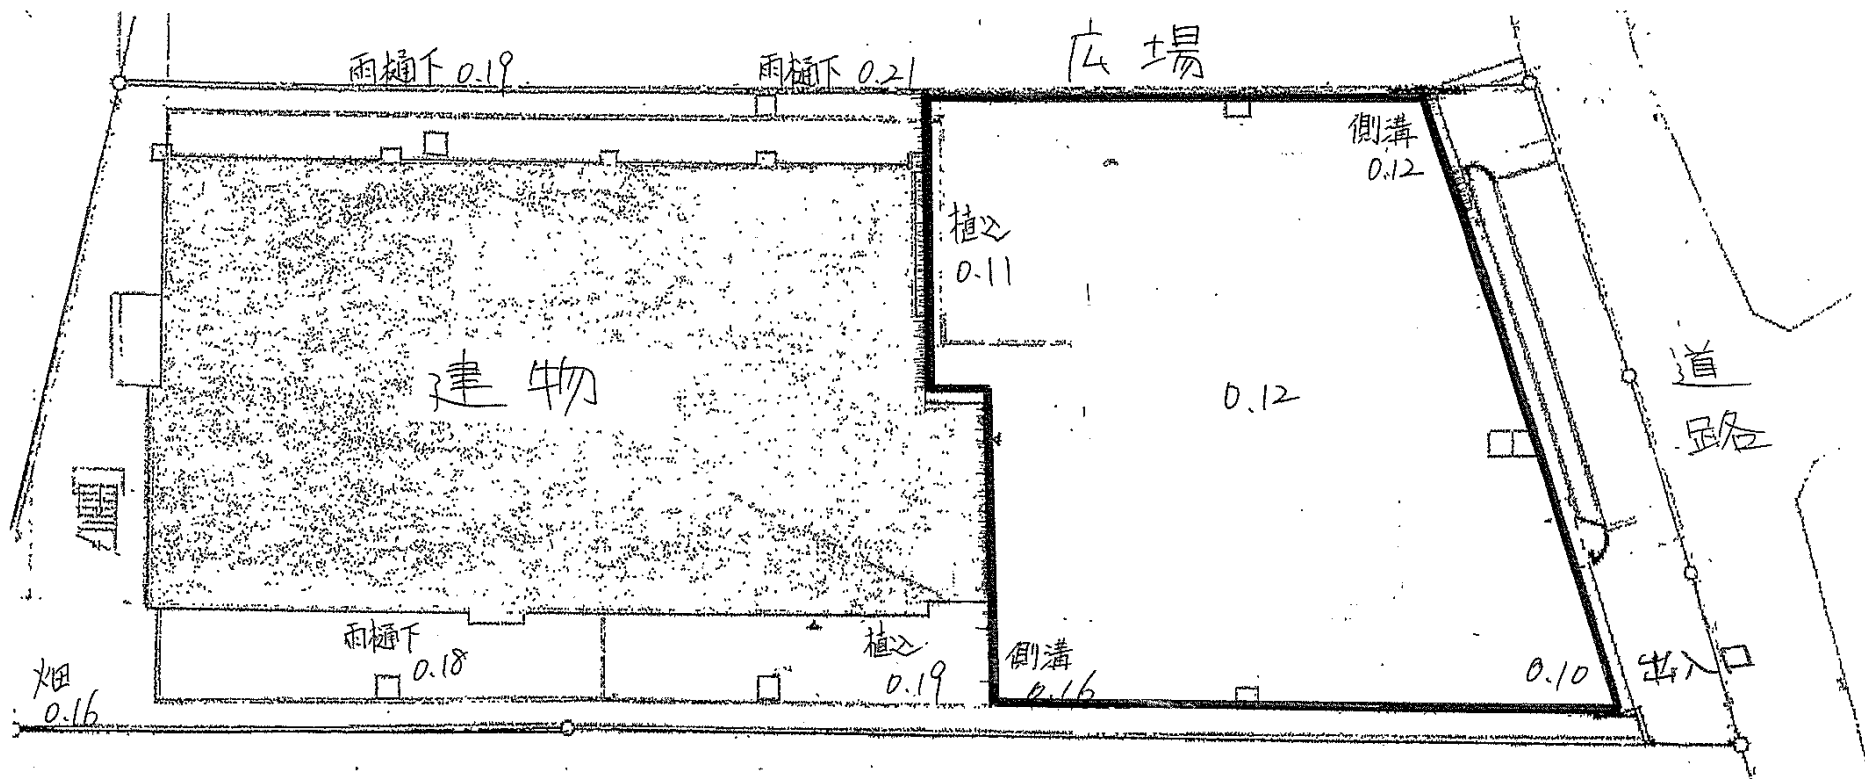 広場
雨樋下 0.19
雨樋下 0.21
側溝
0.12
植込
0.11
建物
0.12
道
路
雨樋下
0.18
植込
0.19
側溝
0.16
0.10
出入口
畑
0.16